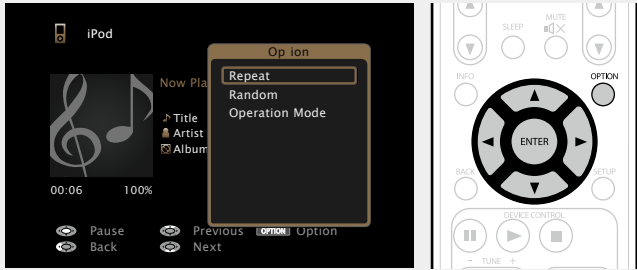 iPod
Op ion
Now Pla
Repeat
Random
Operation Mode
Title
Artist
Album
00:06 100%
Pause Previous OPTION Option
Back Next
MUTE
SLEEP
INFO OPTION
ENTER
BACK SETUP
DEVICE CONTROL
- TUNE +